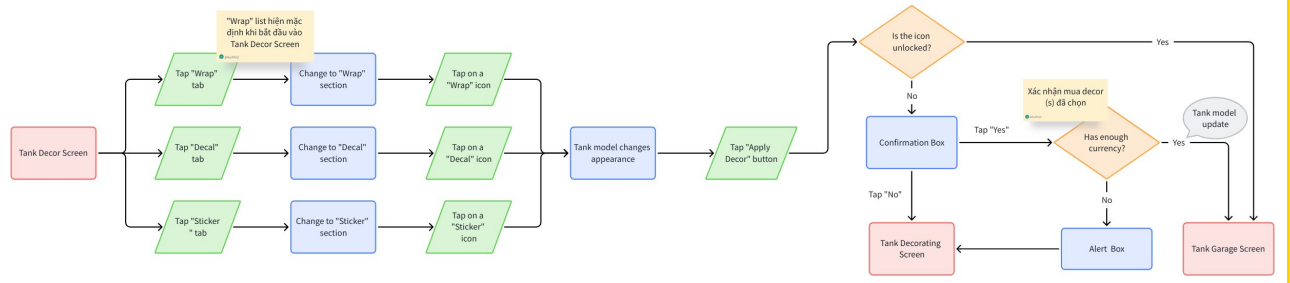 "Wrap" list hiện mặc
định khi bắt đầu vào
Tank Decor Screen
Tank Decor Screen
Tap "Wrap"
tab
Change to "Wrap"
section
Tap on a
"Wrap" icon
Tap "Decal"
tab
Change to "Decal"
section
Tap on a
"Decal" icon
Tap "Sticker
" tab
Change to "Sticker"
section
Tap on a
"Sticker"
icon
Tank model changes
appearance
Tap "Apply
Decor" button
Is the icon
unlocked?
Yes
No
Confirmation Box
Tap "Yes"
Xác nhận mua decor
(s) đã chọn
Has enough
currency?
Yes
Tank model
update
Tap "No"
No
Tank Decorating
Screen
Alert Box
Tank Garage Screen